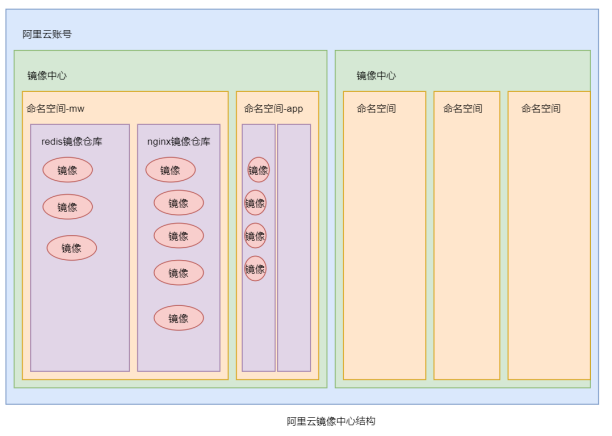 阿里云账号
镜像中心
镜像中心
命名空间-mw
命名空间-app
命名空间
命名空间
命名空间
redis镜像仓库
nginx镜像仓库
镜像
镜像
镜像
镜像
镜像
镜像
镜像
镜像
镜像
镜像
镜像
镜像
阿里云镜像中心结构